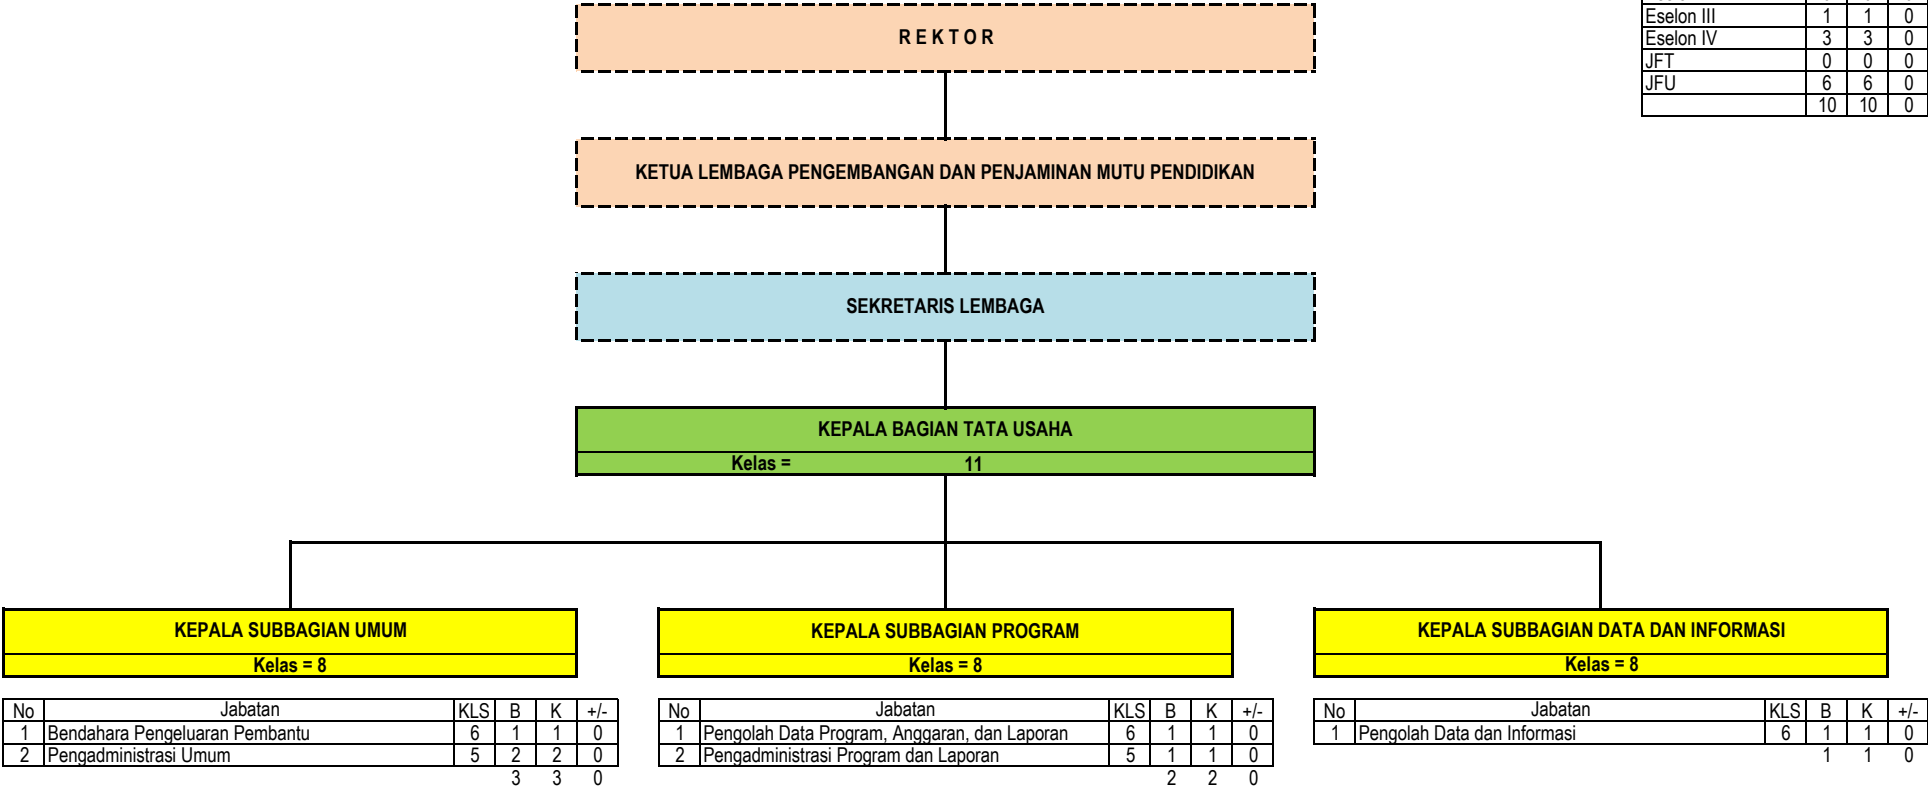 R E K T O R
Eselon III 1 1 0
Eselon IV 3 3 0
JFT 0 0 0
JFU 6 6 0
10 10 0
KETUA LEMBAGA PENGEMBANGAN DAN PENJAMINAN MUTU PENDIDIKAN
SEKRETARIS LEMBAGA
KEPALA BAGIAN TATA USAHA
Kelas = 11
KEPALA SUBBAGIAN UMUM
Kelas = 8
No Jabatan KLS B K +/-
1 Bendahara Pengeluaran Pembantu 6 1 1 0
2 Pengadministrasi Umum 5 2 2 0
3 3 0
KEPALA SUBBAGIAN PROGRAM
Kelas = 8
No Jabatan KLS B K +/-
1 Pengolah Data Program, Anggaran, dan Laporan 6 1 1 0
2 Pengadministrasi Program dan Laporan 5 1 1 0
2 2 0
KEPALA SUBBAGIAN DATA DAN INFORMASI
Kelas = 8
No Jabatan KLS B K +/-
1 Pengolah Data dan Informasi 6 1 1 0
1 1 0